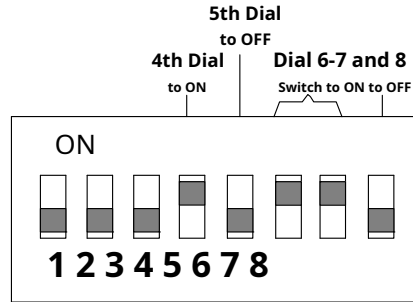 5th Dial
to OFF
4th Dial
to ON
Dial 6-7 and 8
Switch to ON to OFF
ON
1 2 3 4 5 6 7 8